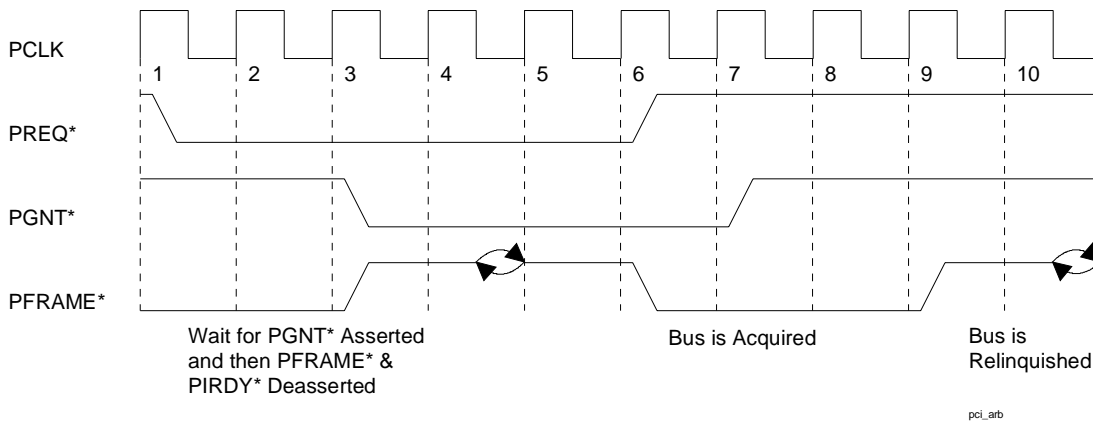 PCLK
1 2 3 4 5 6 7 8 9 10
PREQ*
PGNT*
PFRAME*
Wait for PGNT* Asserted
and then PFRAME* &
PIRDY* Deasserted
Bus is Acquired
Bus is
Relinquished
pci_arb